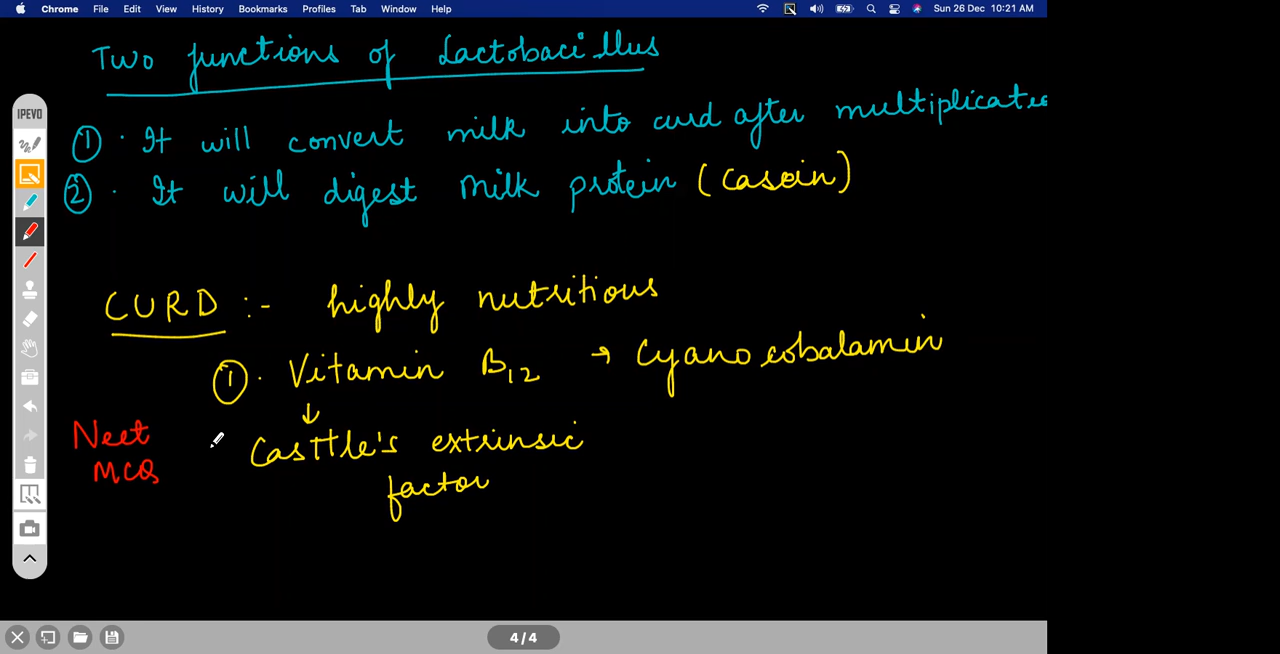 Chrome File Edit View History Bookmarks Profiles Tab Window Help Sun 26 Dec 10:21 AM
Two functions of Lactobacillus
IPEVO
① · It will convert milk into curd after multiplicatio
② · It will digest milk protein (casein)
CURD :- highly nutritious
① · Vitamin B12 → Cyanocobalamin
↓
Neet Casttle's extrinsic
MCQ factor
4/4